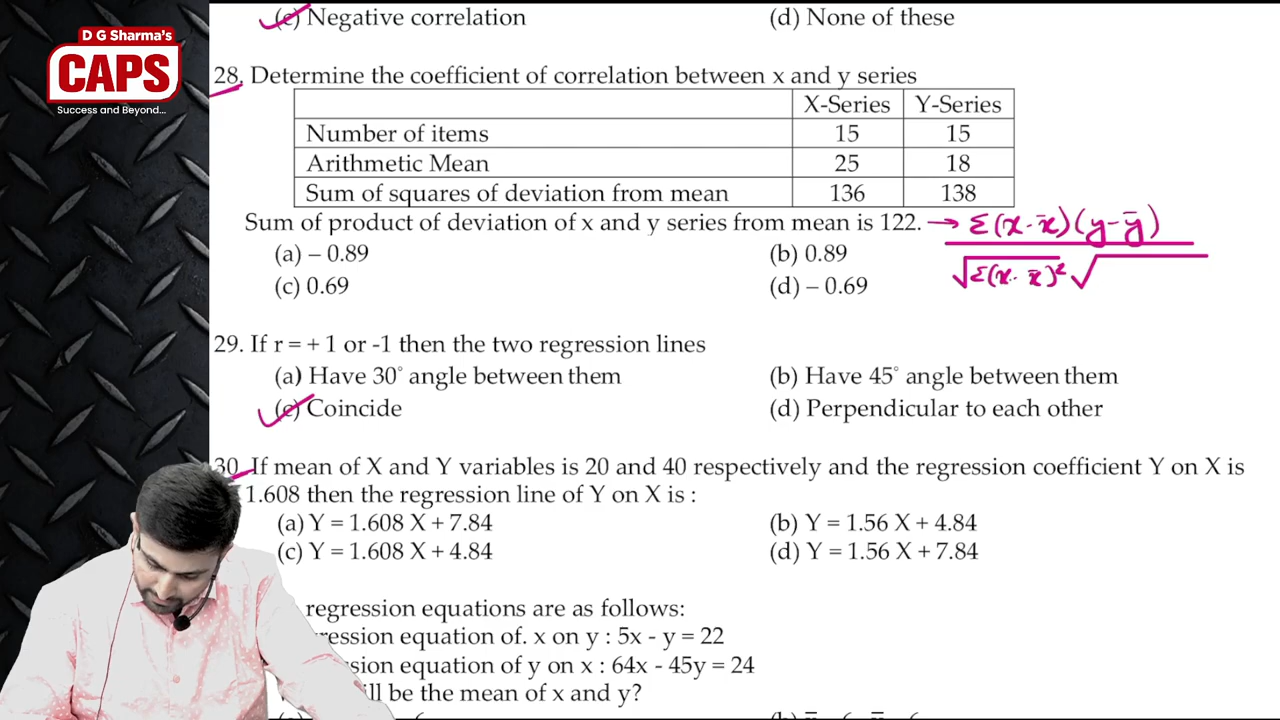 (c) Negative correlation (d) None of these
D G Sharma's
CAPS
Success and Beyond...
28. Determine the coefficient of correlation between x and y series
X-Series Y-Series
Number of items 15 15
Arithmetic Mean 25 18
Sum of squares of deviation from mean 136 138
Sum of product of deviation of x and y series from mean is 122. → Σ(x-x̄)(y-ȳ)
(a) – 0.89 (b) 0.89
√Σ(x-x̄)² √
(c) 0.69 (d) – 0.69
29. If r = + 1 or -1 then the two regression lines
(a) Have 30° angle between them (b) Have 45° angle between them
(c) Coincide (d) Perpendicular to each other
30. If mean of X and Y variables is 20 and 40 respectively and the regression coefficient Y on X is
1.608 then the regression line of Y on X is :
(a) Y = 1.608 X + 7.84 (b) Y = 1.56 X + 4.84
(c) Y = 1.608 X + 4.84 (d) Y = 1.56 X + 7.84
regression equations are as follows:
equation of. x on y : 5x - y = 22
equation of y on x : 64x - 45y = 24
be the mean of x and y?